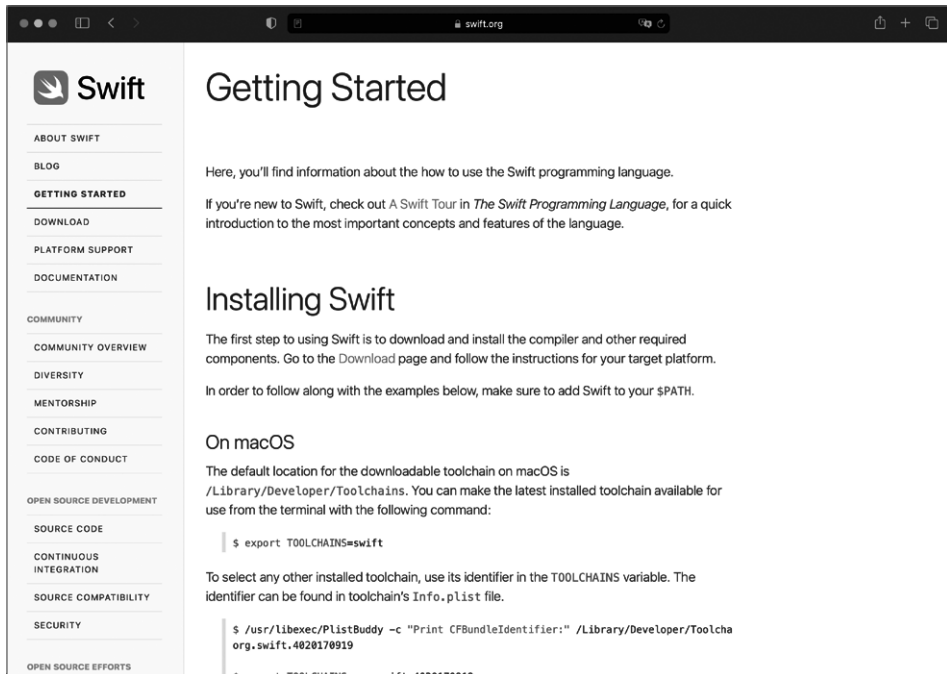 swift.org
Swift
ABOUT SWIFT
BLOG
GETTING STARTED
DOWNLOAD
PLATFORM SUPPORT
DOCUMENTATION
COMMUNITY
COMMUNITY OVERVIEW
DIVERSITY
MENTORSHIP
CONTRIBUTING
CODE OF CONDUCT
OPEN SOURCE DEVELOPMENT
SOURCE CODE
CONTINUOUS
INTEGRATION
SOURCE COMPATIBILITY
SECURITY
OPEN SOURCE EFFORTS
Getting Started
Here, you’ll find information about the how to use the Swift programming language.
If you’re new to Swift, check out A Swift Tour in The Swift Programming Language, for a quick
introduction to the most important concepts and features of the language.
Installing Swift
The first step to using Swift is to download and install the compiler and other required
components. Go to the Download page and follow the instructions for your target platform.
In order to follow along with the examples below, make sure to add Swift to your $PATH.
On macOS
The default location for the downloadable toolchain on macOS is
/Library/Developer/Toolchains. You can make the latest installed toolchain available for
use from the terminal with the following command:
$ export TOOLCHAINS=swift
To select any other installed toolchain, use its identifier in the TOOLCHAINS variable. The
identifier can be found in toolchain’s Info.plist file.
$ /usr/libexec/PlistBuddy -c "Print CFBundleIdentifier:" /Library/Developer/Toolcha
org.swift.4020170919